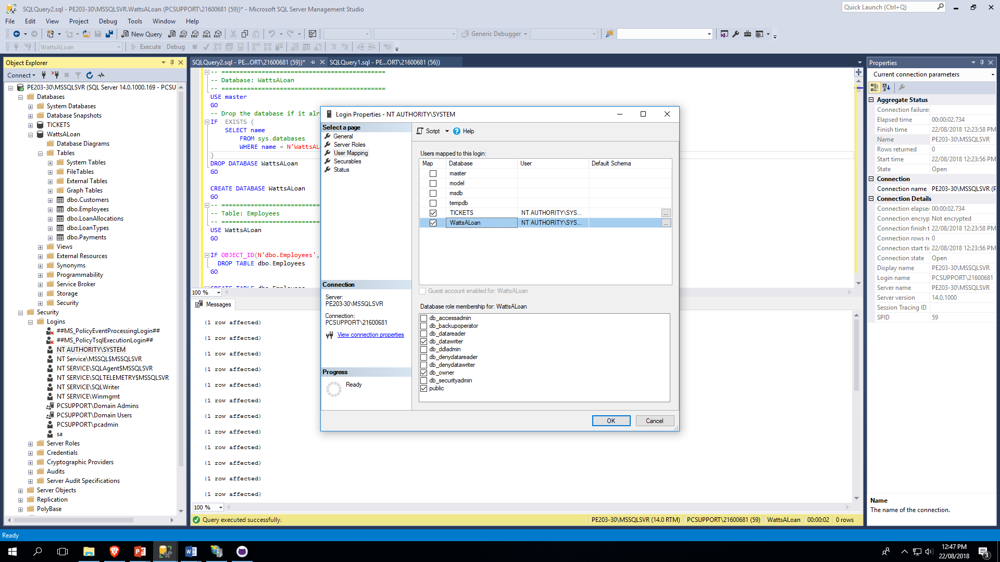 SQLQuery2.sql - PE203-30\MSSQLSVR.WattsALoan (PCSUPPORT\21600681 (59))* - Microsoft SQL Server Management Studio
Quick Launch (Ctrl+Q)
File Edit View Project Debug Tools Window Help
New Query MDX DMX XMLA DAX Generic Debugger
WattsALoan Execute Debug
Object Explorer
Connect
PE203-30\MSSQLSVR (SQL Server 14.0.1000.169 - PCSU
Databases
System Databases
Database Snapshots
TICKETS
WattsALoan
Database Diagrams
Tables
System Tables
FileTables
External Tables
Graph Tables
dbo.Customers
dbo.Employees
dbo.LoanAllocations
dbo.LoanTypes
dbo.Payments
Views
External Resources
Synonyms
Programmability
Service Broker
Storage
Security
Security
Logins
##MS_PolicyEventProcessingLogin##
##MS_PolicyTsqlExecutionLogin##
NT AUTHORITY\SYSTEM
NT Service\MSSQL$MSSQLSVR
NT SERVICE\SQLAgent$MSSQLSVR
NT SERVICE\SQLTELEMETRY$MSSQLSVR
NT SERVICE\SQLWriter
NT SERVICE\Winmgmt
PCSUPPORT\Domain Admins
PCSUPPORT\Domain Users
PCSUPPORT\pcadmin
sa
Server Roles
Credentials
Cryptographic Providers
Audits
Server Audit Specifications
Server Objects
Replication
PolyBase
SQLQuery2.sql - PE...ORT\21600681 (59))* SQLQuery1.sql - PE...ORT\21600681 (56))
-- =============================================
-- Database: WattsALoan
-- =============================================
USE master
GO
-- Drop the database if it alr
IF EXISTS (
SELECT name
FROM sys.databases
WHERE name = N'WattsAL
)
DROP DATABASE WattsALoan
GO
CREATE DATABASE WattsALoan
GO
-- ===========================
-- Table: Employees
-- ===========================
USE WattsALoan
GO
IF OBJECT_ID(N'dbo.Employees',
DROP TABLE dbo.Employees
GO
CREATE TABLE dbo.Employees
100 %
Messages
(1 row affected)
(1 row affected)
(1 row affected)
(1 row affected)
(1 row affected)
(1 row affected)
(1 row affected)
(1 row affected)
(1 row affected)
(1 row affected)
(1 row affected)
(1 row affected)
100 %
Query executed successfully. PE203-30\MSSQLSVR (14.0 RTM) PCSUPPORT\21600681 (59) WattsALoan 00:00:02 0 rows
Login Properties - NT AUTHORITY\SYSTEM
Select a page
General
Server Roles
User Mapping
Securables
Status
Connection
Server:
PE203-30\MSSQLSVR
Connection:
PCSUPPORT\21600681
View connection properties
Progress
Ready
Script Help
Users mapped to this login:
Map Database User Default Schema
master
model
msdb
tempdb
TICKETS NT AUTHORITY\SYS... ...
WattsALoan NT AUTHORITY\SYS... ...
Guest account enabled for: WattsALoan
Database role membership for: WattsALoan
db_accessadmin
db_backupoperator
db_datareader
db_datawriter
db_ddladmin
db_denydatareader
db_denydatawriter
db_owner
db_securityadmin
public
OK Cancel
Properties
Current connection parameters
Aggregate Status
Connection failures
Elapsed time 00:00:02.734
Finish time 22/08/2018 12:23:58 PM
Name PE203-30\MSSQLSVR
Rows returned 0
Start time 22/08/2018 12:23:56 PM
State Open
Connection
Connection name PE203-30\MSSQLSVR (P
Connection Details
Connection elapse 00:00:02.734
Connection encryp Not encrypted
Connection finish t 22/08/2018 12:23:58 PM
Connection rows re 0
Connection start ti 22/08/2018 12:23:56 PM
Connection state Open
Display name PE203-30\MSSQLSVR
Login name PCSUPPORT\21600681
Server name PE203-30\MSSQLSVR
Server version 14.0.1000
Session Tracing ID
SPID 59
Name
The name of the connection.
Ready
12:47 PM
22/08/2018
3